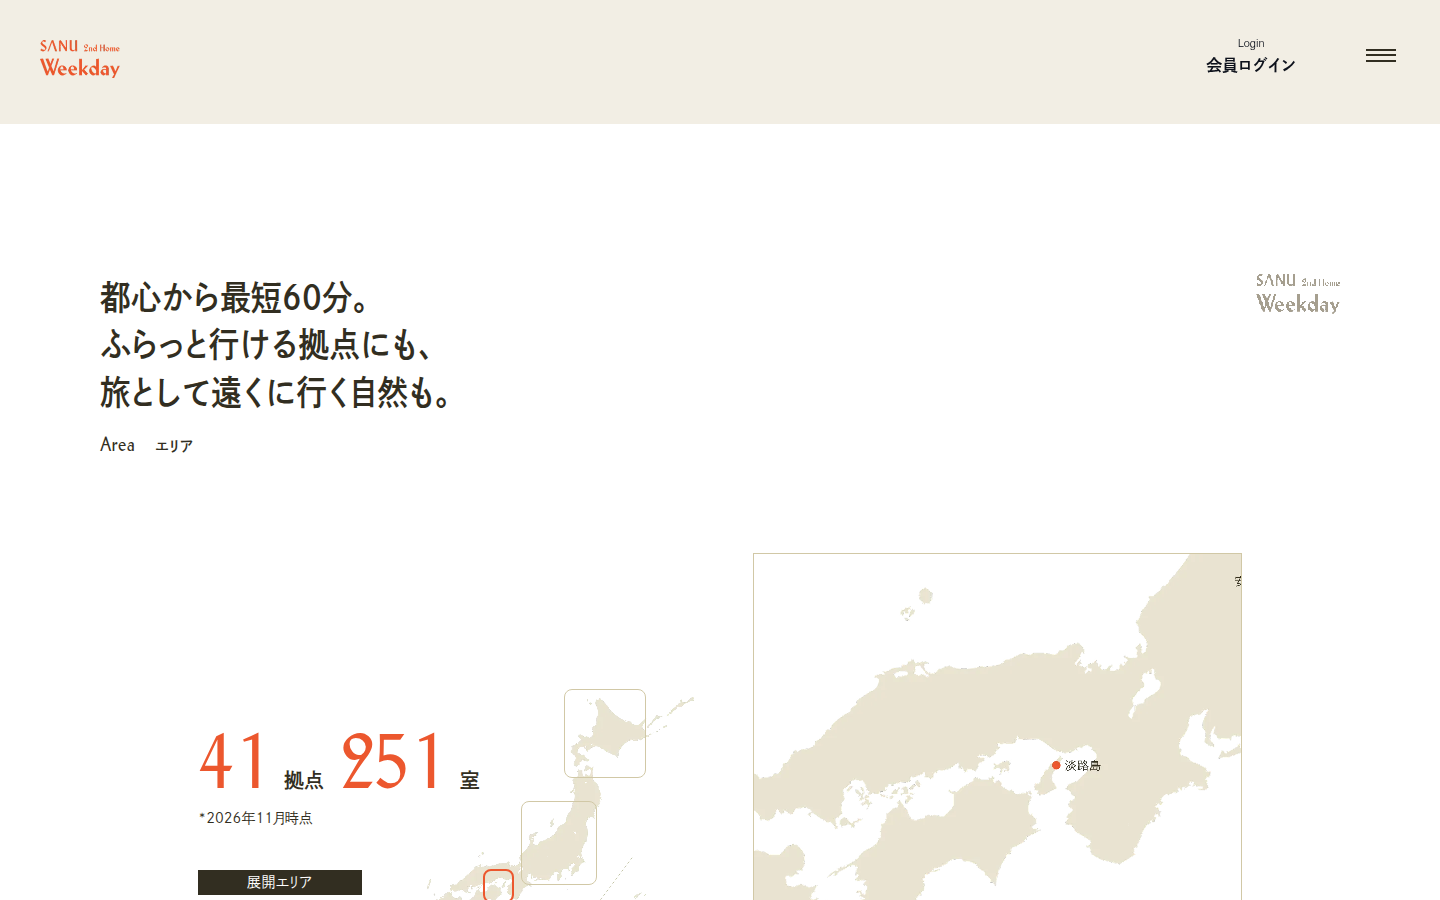 SANU 2nd Home
Weekday
Login
会員ログイン
都心から最短60分。
ふらっと行ける拠点にも、
旅として遠くに行く自然も。
SANU 2nd Home
Weekday
Area エリア
淡路島
41 拠点 251 室
*2026年11月時点
展開エリア